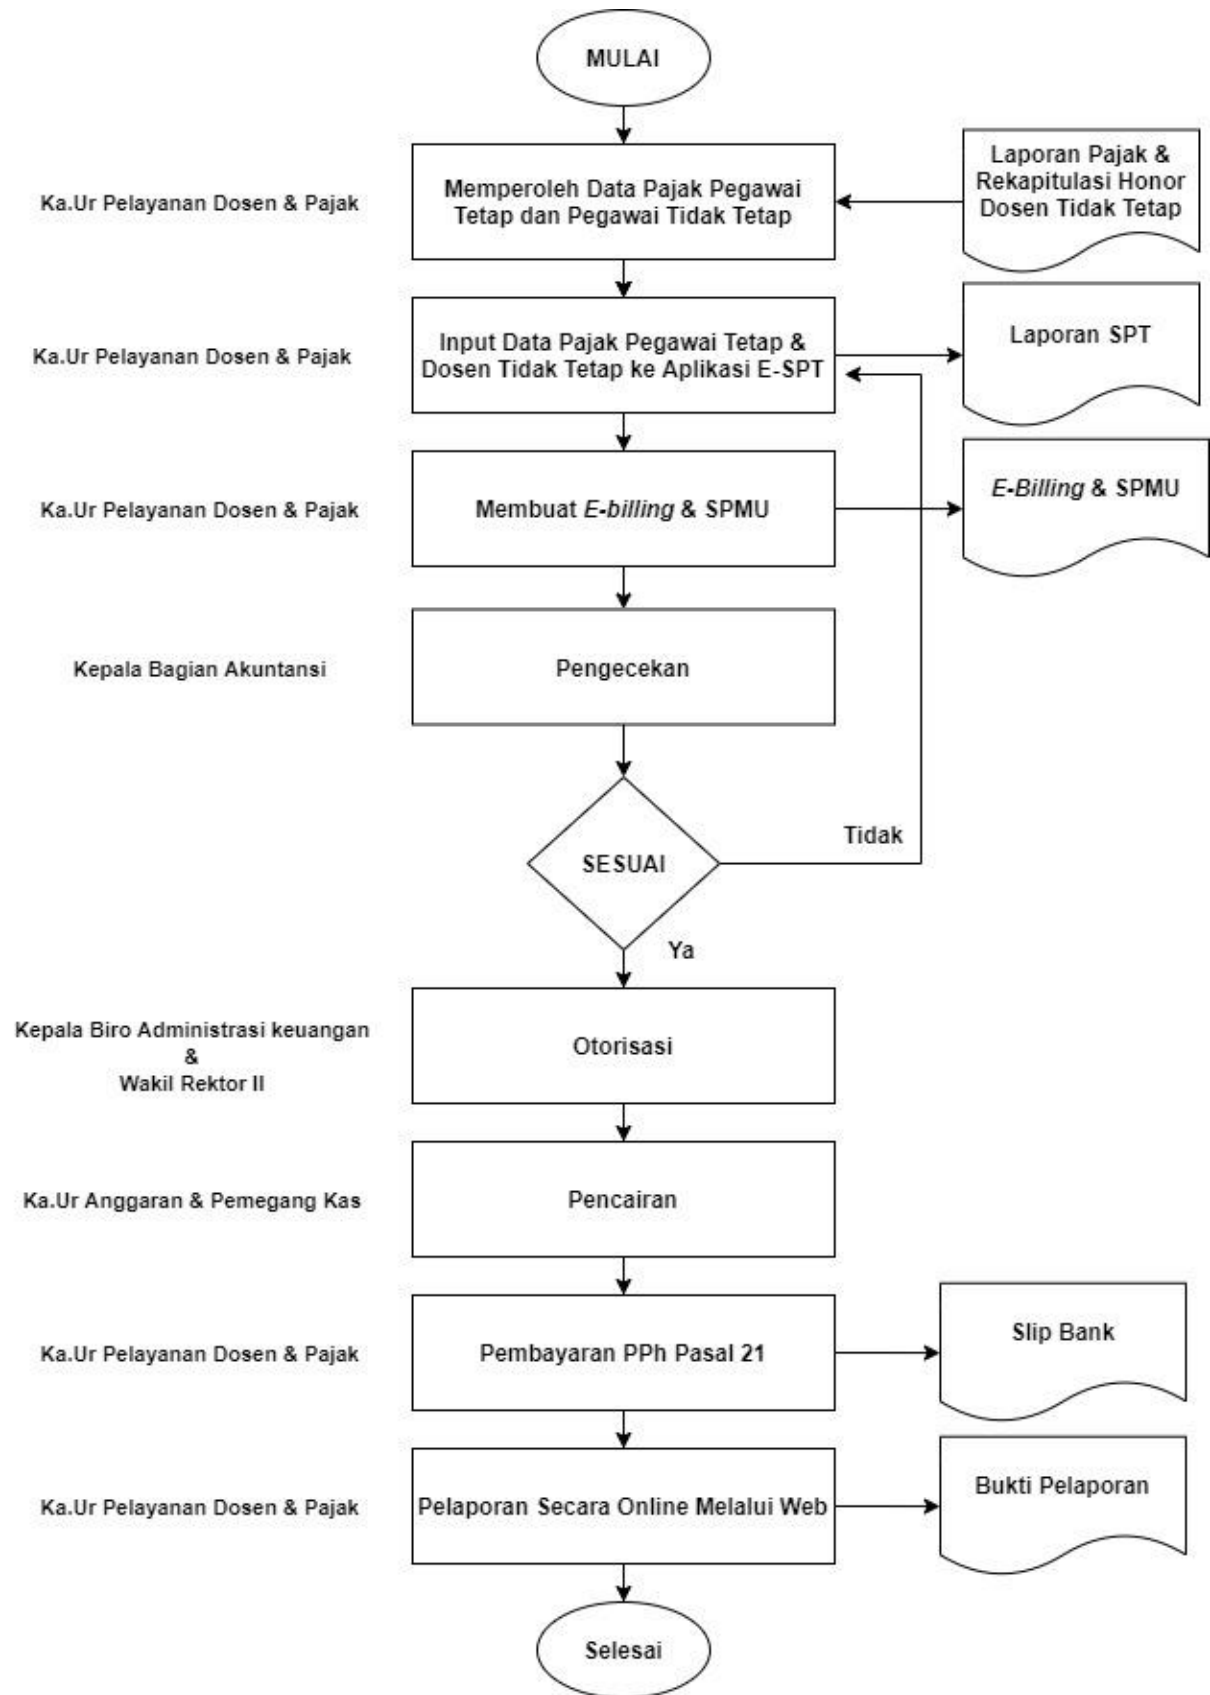 MULAI
Ka.Ur Pelayanan Dosen & Pajak
Memperoleh Data Pajak Pegawai
Tetap dan Pegawai Tidak Tetap
Laporan Pajak &
Rekapitulasi Honor
Dosen Tidak Tetap
Ka.Ur Pelayanan Dosen & Pajak
Input Data Pajak Pegawai Tetap &
Dosen Tidak Tetap ke Aplikasi E-SPT
Laporan SPT
Ka.Ur Pelayanan Dosen & Pajak
Membuat E-billing & SPMU
E-Billing & SPMU
Kepala Bagian Akuntansi
Pengecekan
SESUAI
Tidak
Ya
Kepala Biro Administrasi keuangan
&
Wakil Rektor II
Otorisasi
Ka.Ur Anggaran & Pemegang Kas
Pencairan
Ka.Ur Pelayanan Dosen & Pajak
Pembayaran PPh Pasal 21
Slip Bank
Ka.Ur Pelayanan Dosen & Pajak
Pelaporan Secara Online Melalui Web
Bukti Pelaporan
Selesai